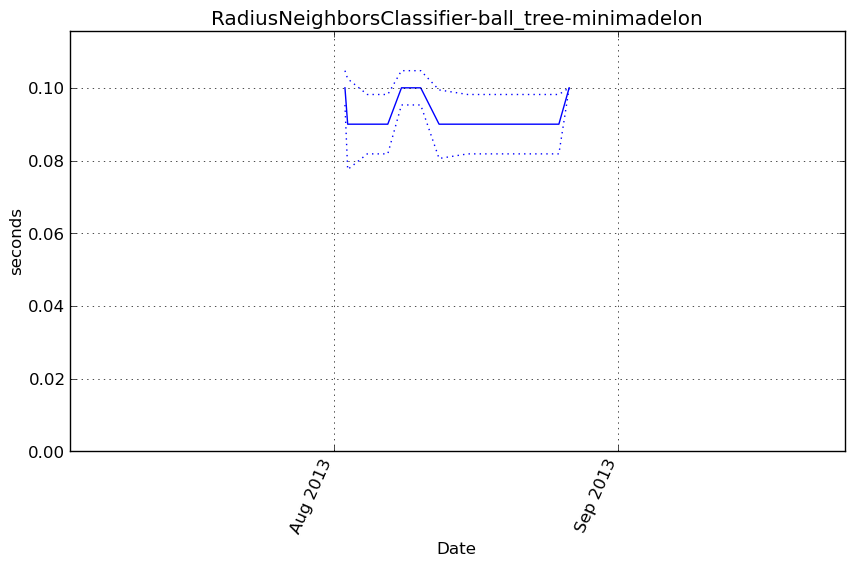 RadiusNeighborsClassifier-ball_tree-minimadelon
0.10
0.08
0.06
0.04
0.02
0.00
seconds
Aug 2013
Sep 2013
Date